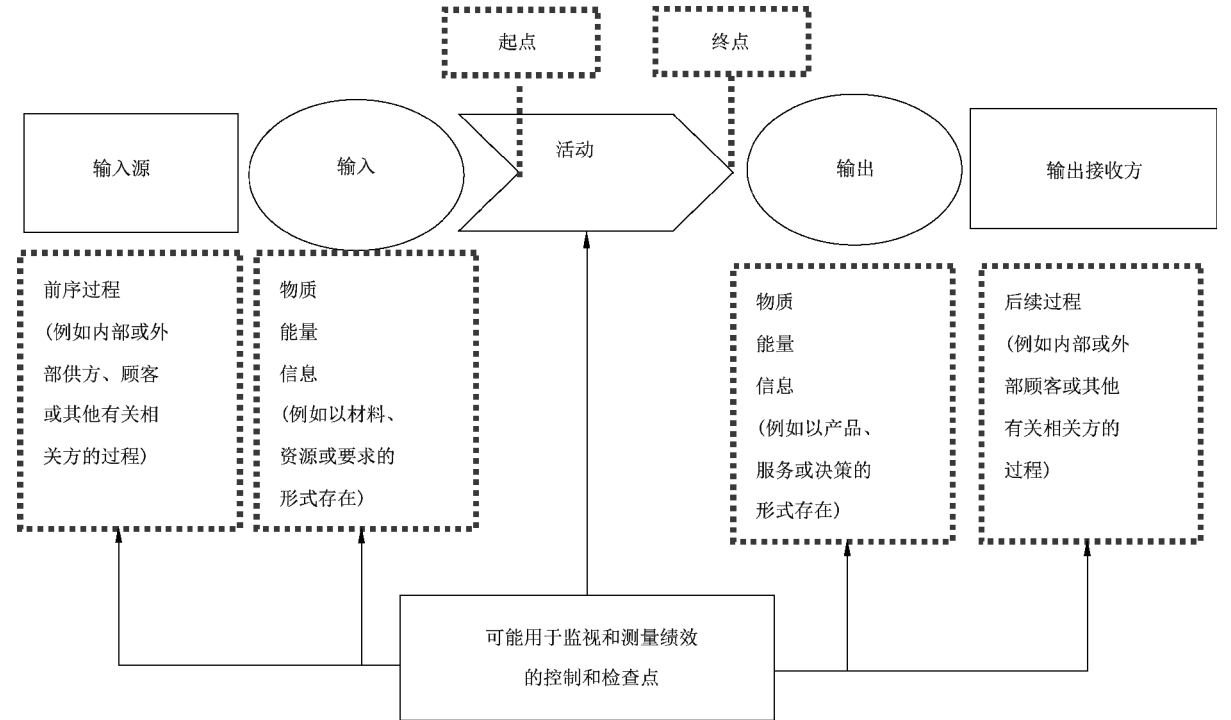 起点
终点
输入源
输入
活动
输出
输出接收方
前序过程
(例如内部或外
部供方、顾客
或其他有关相
关方的过程)
物质
能量
信息
(例如以材料、
资源或要求的
形式存在)
物质
能量
信息
(例如以产品、
服务或决策的
形式存在)
后续过程
(例如内部或外
部顾客或其他
有关相关方的
过程)
可能用于监视和测量绩效
的控制和检查点